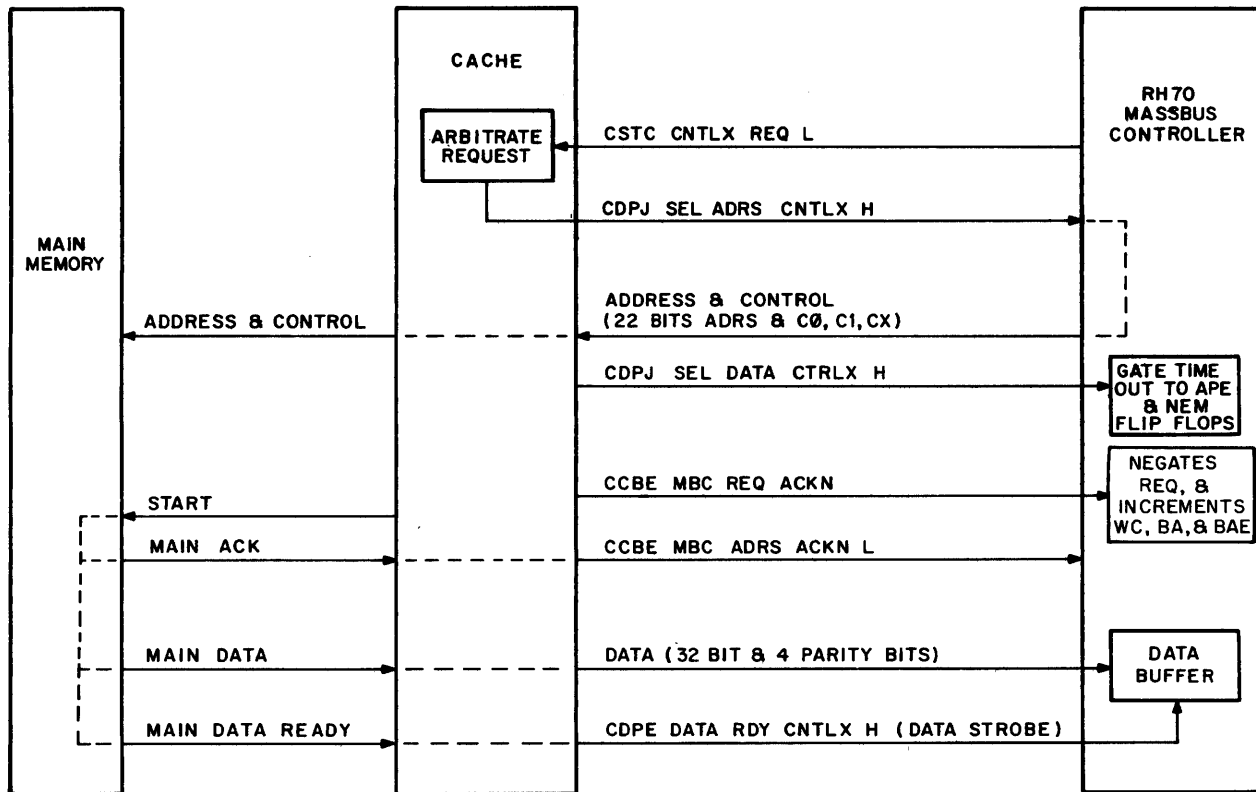 CACHE
RH70
MASSBUS
CONTROLLER
ARBITRATE
REQUEST
CSTC CNTLX REQ L
CDPJ SEL ADRS CNTLX H
MAIN
MEMORY
ADDRESS & CONTROL
ADDRESS & CONTROL
(22 BITS ADRS & CØ, C1, CX)
CDPJ SEL DATA CTRLX H
GATE TIME
OUT TO APE
& NEM
FLIP FLOPS
CCBE MBC REQ ACKN
NEGATES
REQ, &
INCREMENTS
WC, BA, & BAE
START
MAIN ACK
CCBE MBC ADRS ACKN L
MAIN DATA
DATA (32 BIT & 4 PARITY BITS)
DATA
BUFFER
MAIN DATA READY
CDPE DATA RDY CNTLX H (DATA STROBE)